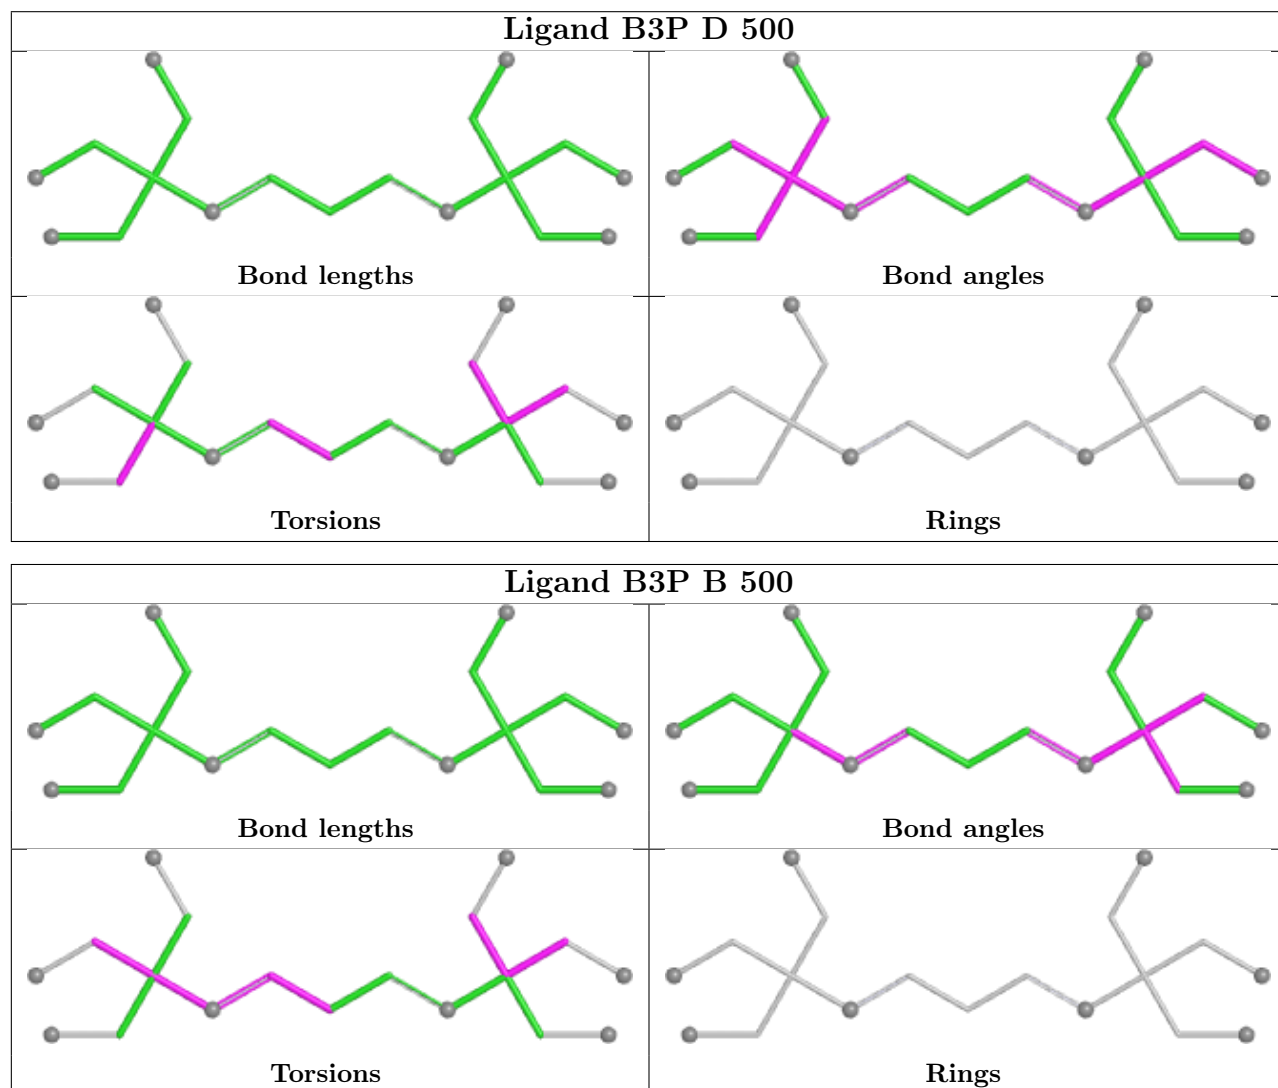 Ligand B3P D 500
Bond lengths
Bond angles
Torsions
Rings
Ligand B3P B 500
Bond lengths
Bond angles
Torsions
Rings